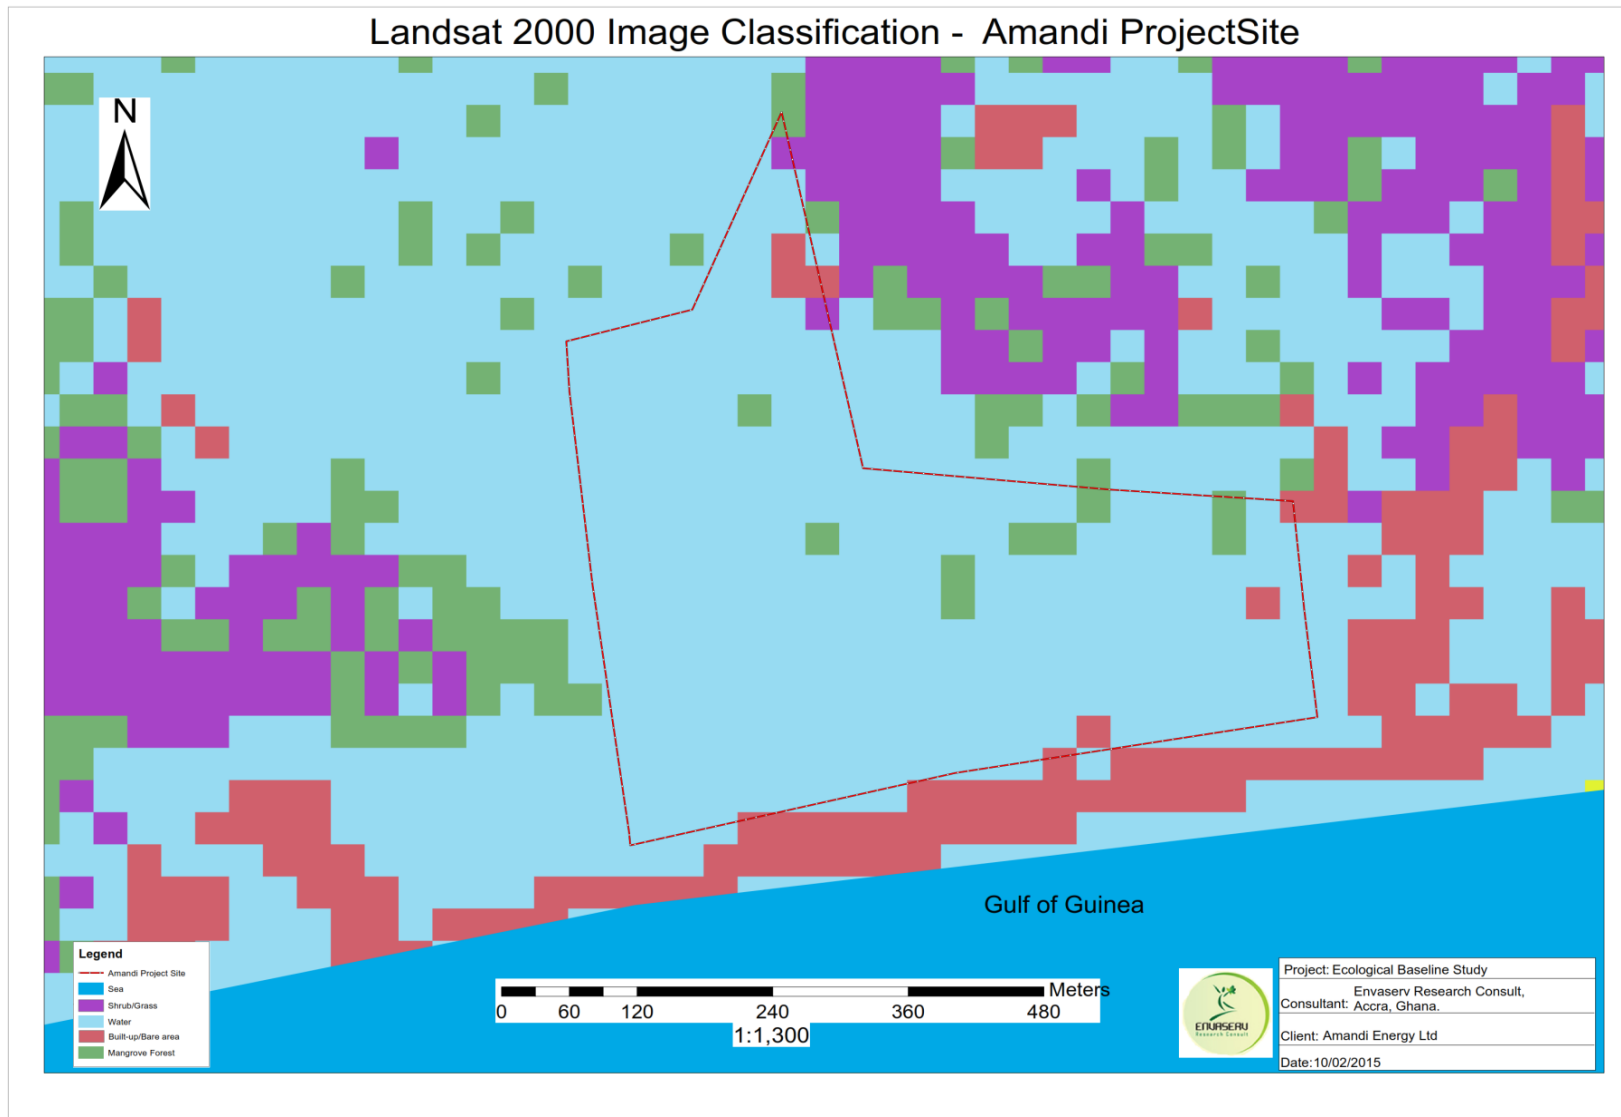 Landsat 2000 Image Classification -  Amandi ProjectSite
N
Gulf of Guinea
Legend
Amandi Project Site
Sea
Shrub/Grass
Water
Built-up/Bare area
Mangrove Forest
Meters
0 60 120 240 360 480
1:1,300
ENVASERV
Research Consult
Project: Ecological Baseline Study
Consultant: Envaserv Research Consult,
Accra, Ghana.
Client: Amandi Energy Ltd
Date:10/02/2015